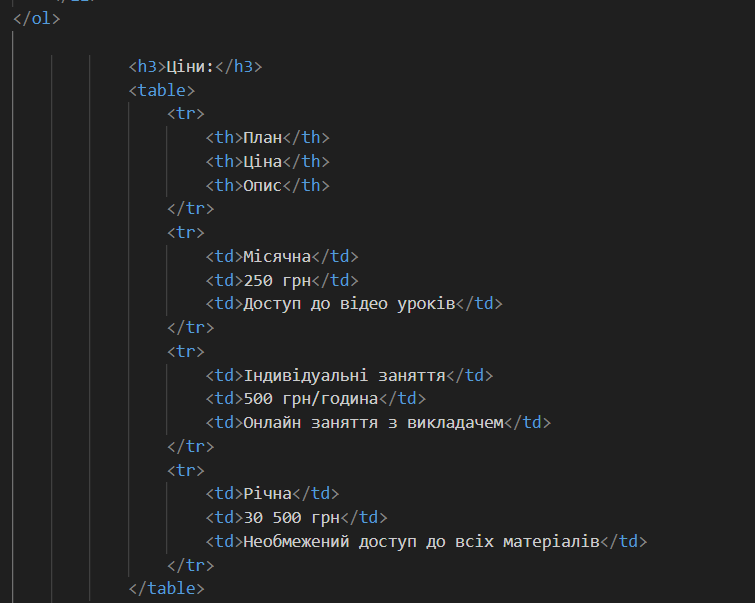 </ol>
<h3>Ціни:</h3>
<table>
<tr>
<th>План</th>
<th>Ціна</th>
<th>Опис</th>
</tr>
<tr>
<td>Місячна</td>
<td>250 грн</td>
<td>Доступ до відео уроків</td>
</tr>
<tr>
<td>Індивідуальні заняття</td>
<td>500 грн/година</td>
<td>Онлайн заняття з викладачем</td>
</tr>
<tr>
<td>Річна</td>
<td>30 500 грн</td>
<td>Необмежений доступ до всіх матеріалів</td>
</tr>
</table>